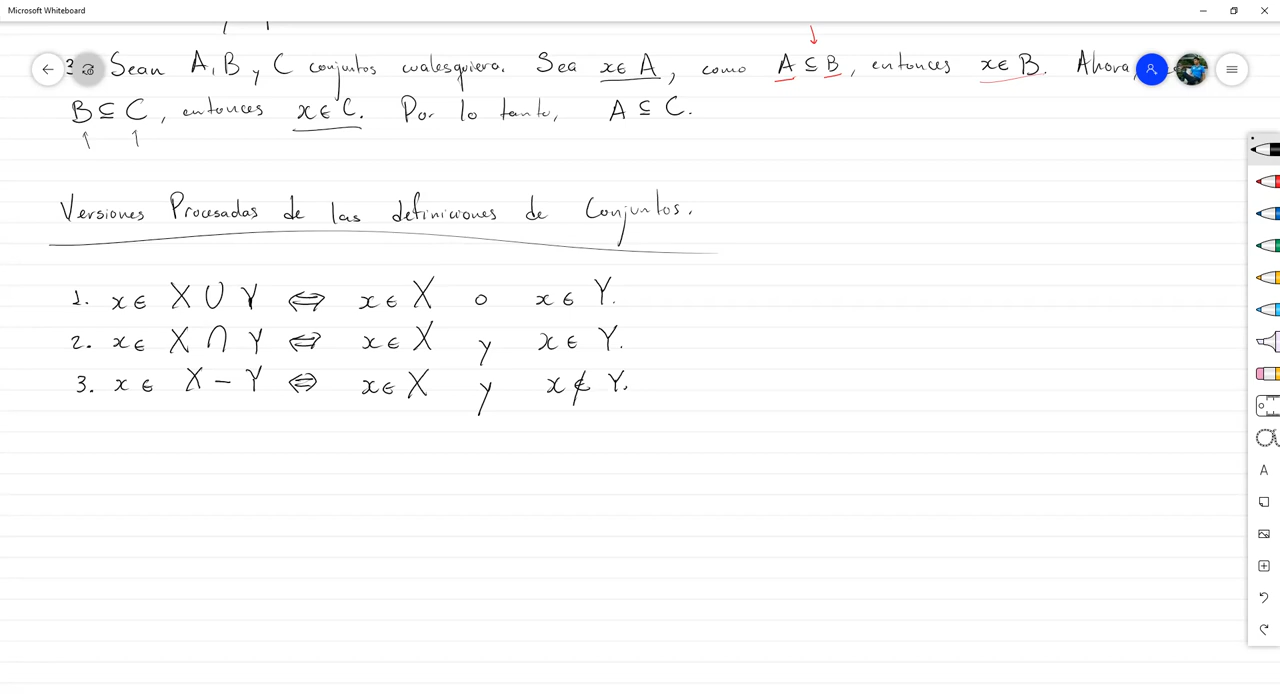 Microsoft Whiteboard
3. Sean A, B y C conjuntos cualesquiera. Sea x ∈ A, como A ⊆ B, entonces x ∈ B. Ahora,
B ⊆ C, entonces x ∈ C. Por lo tanto, A ⊆ C.
Versiones Procesadas de las definiciones de Conjuntos.
1. x ∈ X ∪ Y ⇔ x ∈ X o x ∈ Y.
2. x ∈ X ∩ Y ⇔ x ∈ X y x ∈ Y.
3. x ∈ X − Y ⇔ x ∈ X y x ∉ Y.